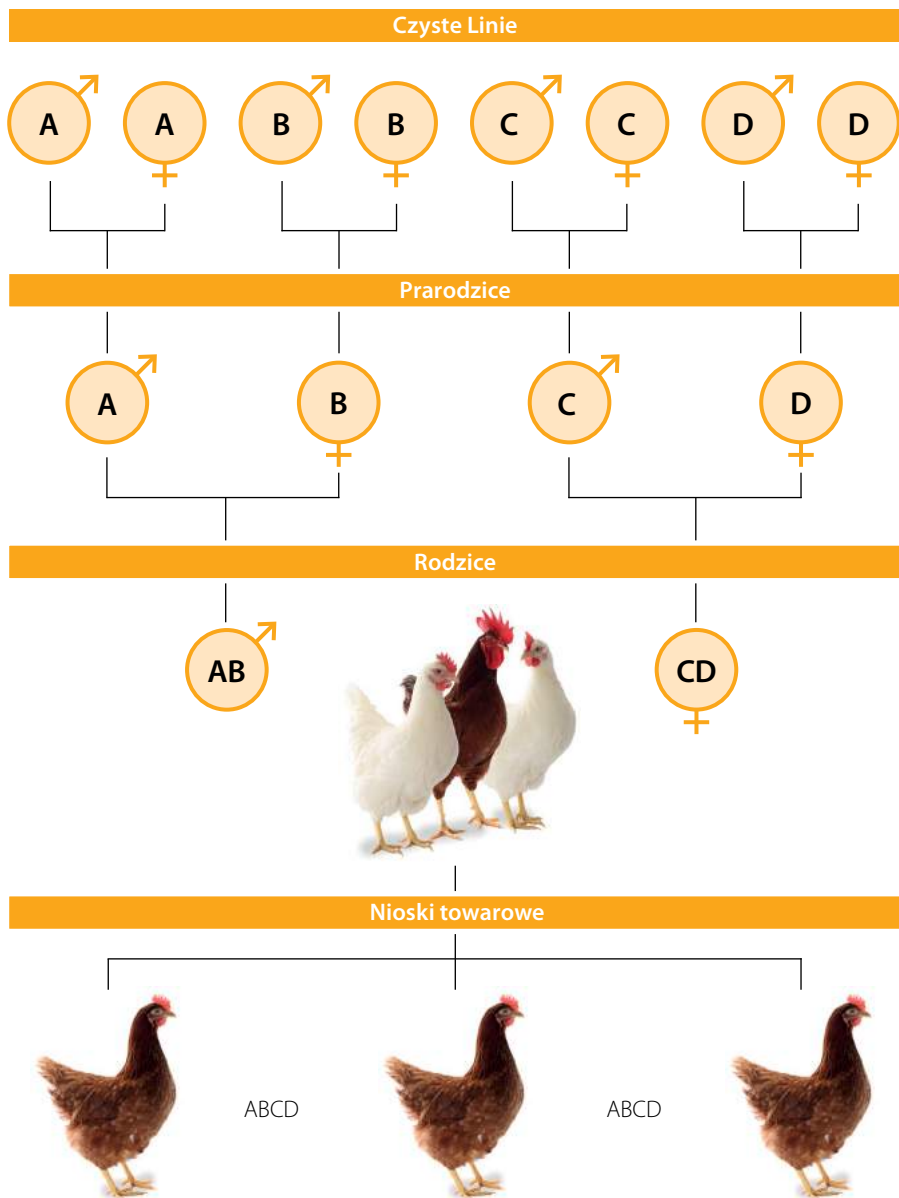 Czyste Linie
A A B B C C D D
Prarodzice
A B C D
Rodzice
AB CD
Nioski towarowe
ABCD ABCD